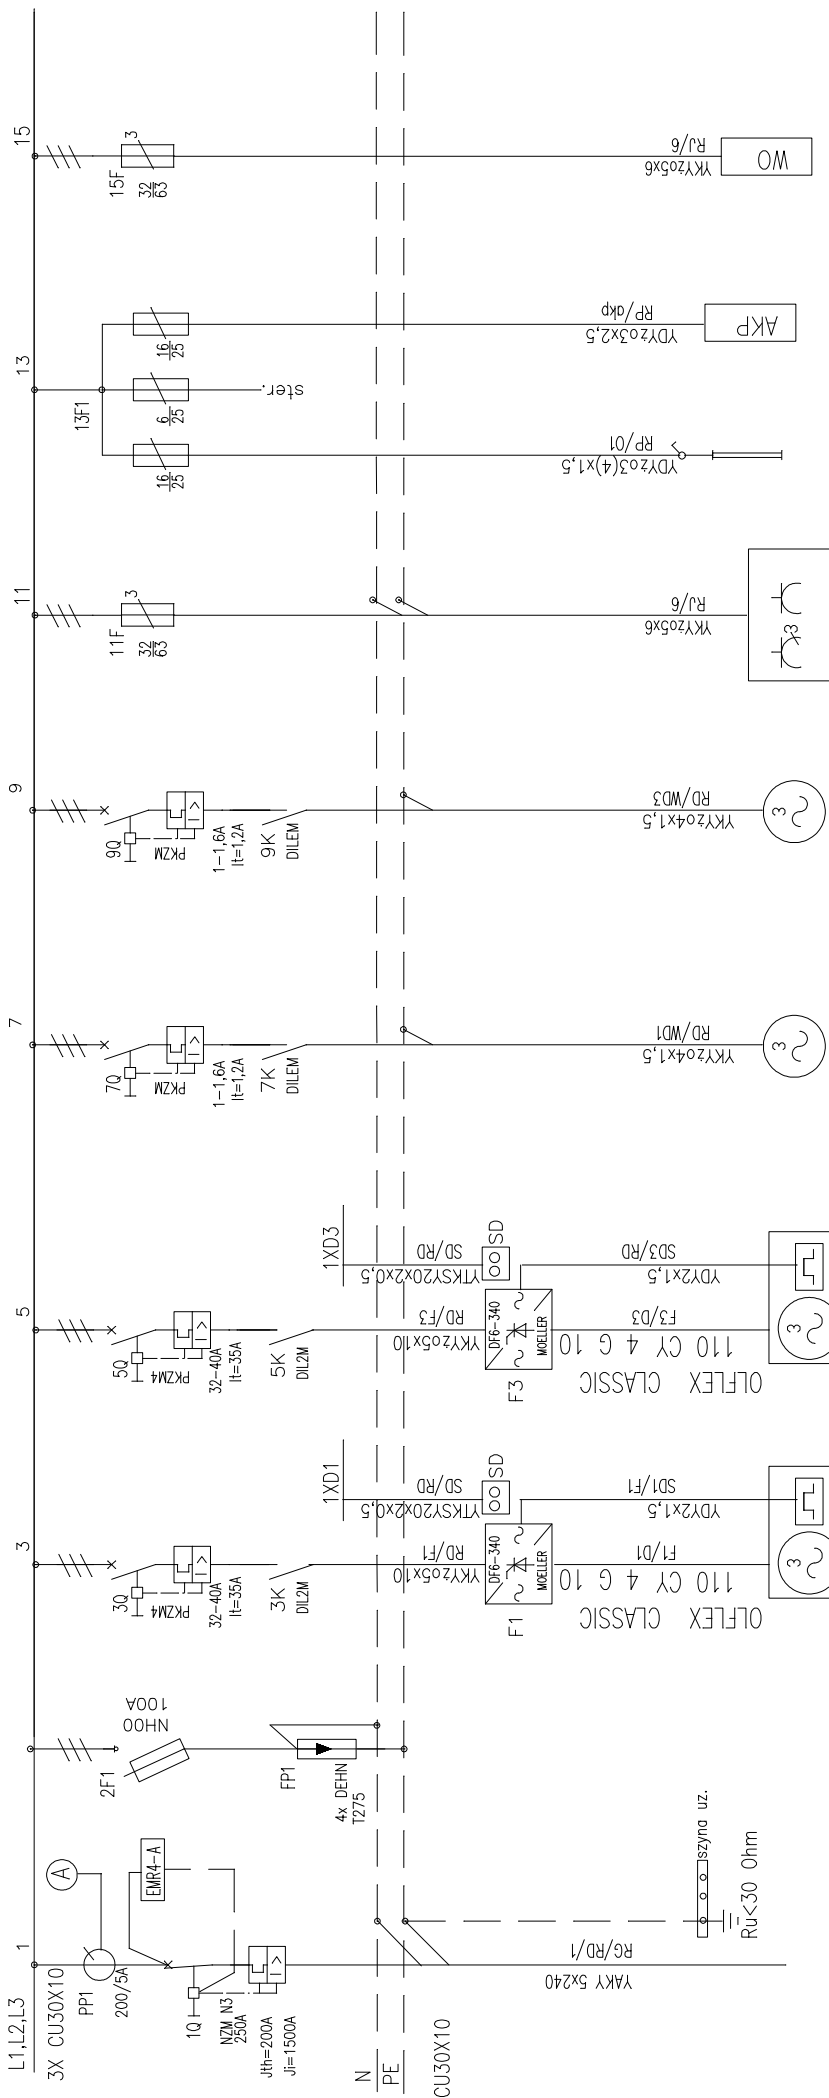 L1,L2,L3
3X CU30X10
1
A
PP1
200/5A
EMR4-A
1Q
NZM N3
250A
Jth=200A
Ji=1500A
N
PE
CU30X10
RG/RD/1
YAKY 5x240
szyna uz.
Ru<30 Ohm
2F1
NH00
100A
FP1
4x DEHN
T275
3
3Q
PKZM4
32-40A
It=35A
3K
DIL2M
1XD1
SD/RD
YTKSY20x2x0,5
SD
RD/F1
YKYżo5x10
DF6-340
MOELLER
F1
SD1/F1
YDY2x1,5
F1/D1
110 CY 4 G 10
OLFLEX CLASSIC
3
5
5Q
PKZM4
32-40A
It=35A
5K
DIL2M
1XD3
SD/RD
YTKSY20x2x0,5
SD
RD/F3
YKYżo5x10
DF6-340
MOELLER
F3
SD3/RD
YDY2x1,5
F3/D3
110 CY 4 G 10
OLFLEX CLASSIC
3
7
7Q
PKZM
1-1,6A
It=1,2A
7K
DILEM
RD/WD1
YKYżo4x1,5
3
9
9Q
PKZM
1-1,6A
It=1,2A
9K
DILEM
RD/WD3
YKYżo4x1,5
3
11
11F
3
32
63
RJ/6
YKYżo5x6
3
13
13F1
16
25
6
25
16
25
ster.
RP/01
YDYżo3(4)x1,5
RP/akp
YDYżo3x2,5
AKP
15
15F
3
32
63
RJ/6
YKYżo5x6
WO